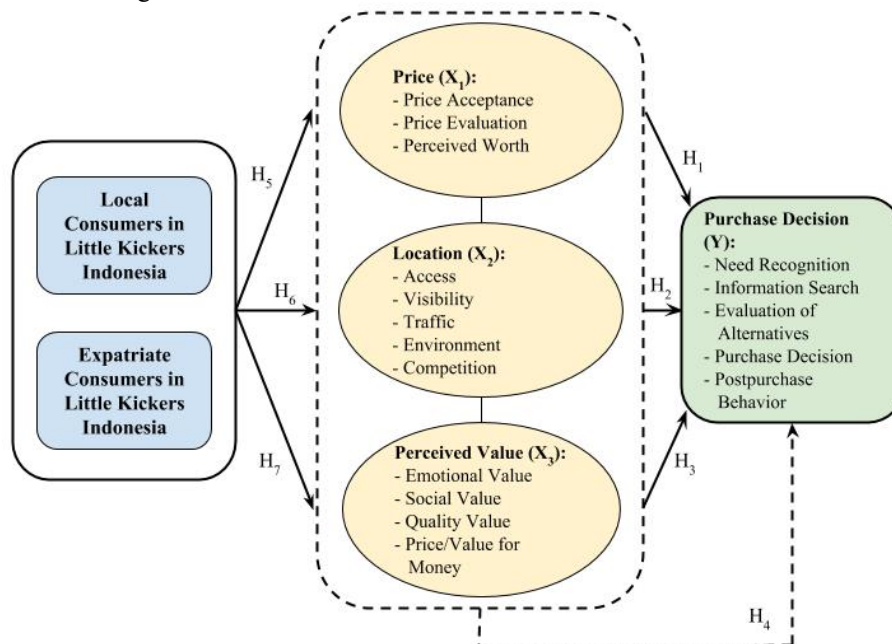 Price (X₁):
- Price Acceptance
- Price Evaluation
- Perceived Worth
H₅
H₁
Local
Consumers in
Little Kickers
Indonesia
Location (X₂):
- Access
- Visibility
- Traffic
- Environment
- Competition
H₆
H₂
Purchase Decision
(Y):
- Need Recognition
- Information Search
- Evaluation of
Alternatives
- Purchase Decision
- Postpurchase
Behavior
Expatriate
Consumers in
Little Kickers
Indonesia
H₇
H₃
Perceived Value (X₃):
- Emotional Value
- Social Value
- Quality Value
- Price/Value for
Money
H₄